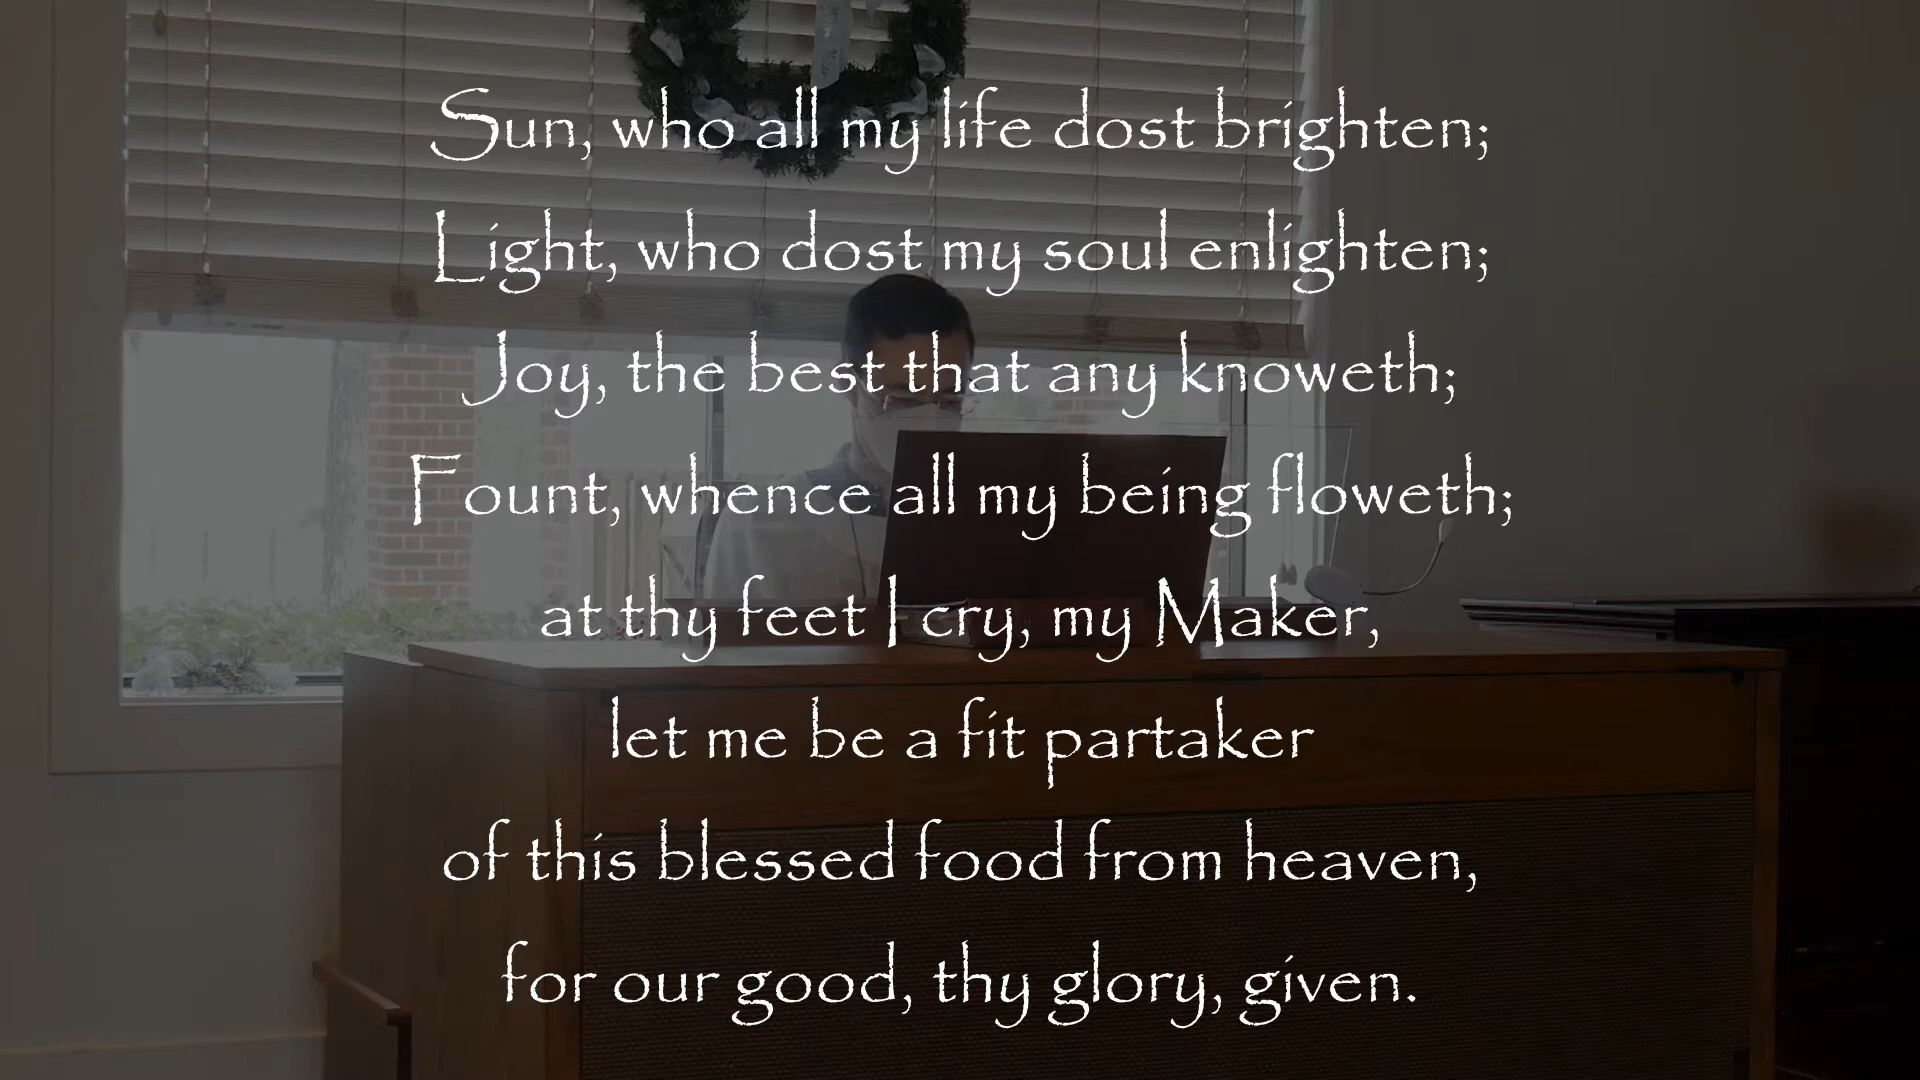 Sun, who all my life dost brighten;
Light, who dost my soul enlighten;
Joy, the best that any knoweth;
Fount, whence all my being floweth;
at thy feet I cry, my Maker,
let me be a fit partaker
of this blessed food from heaven,
for our good, thy glory, given.